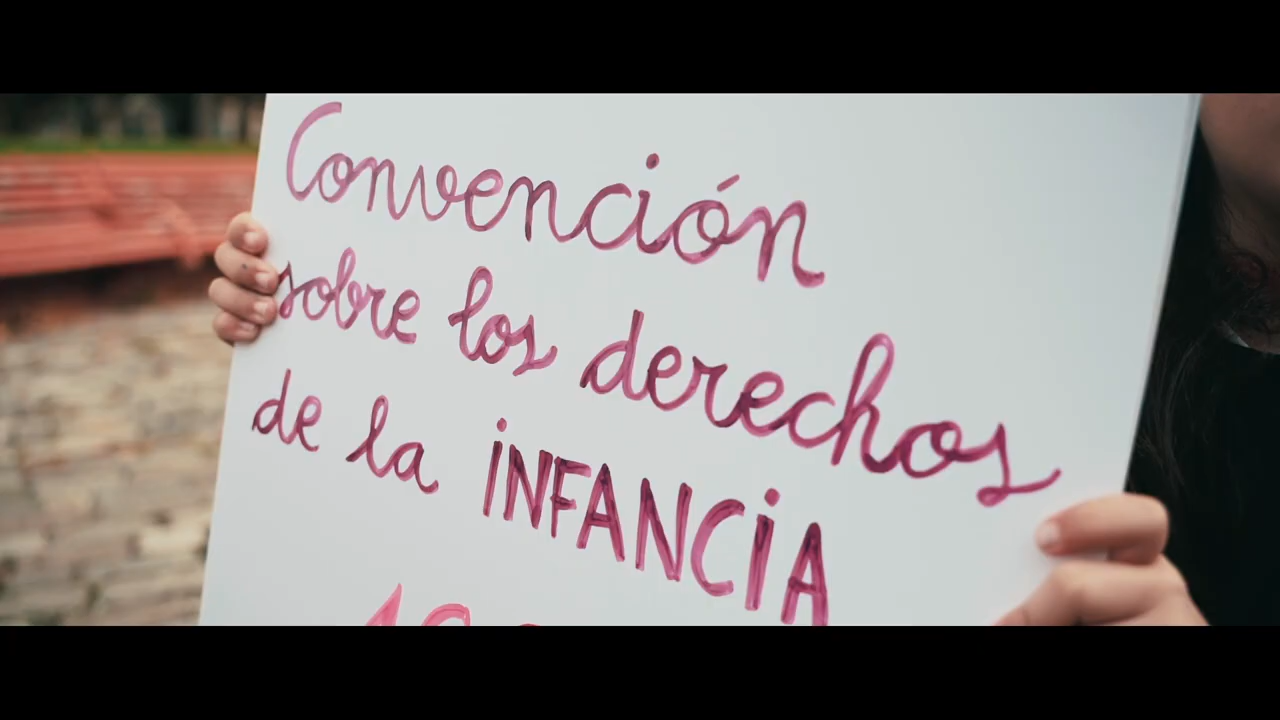 Convención
sobre los derechos
de la iNFANCiA